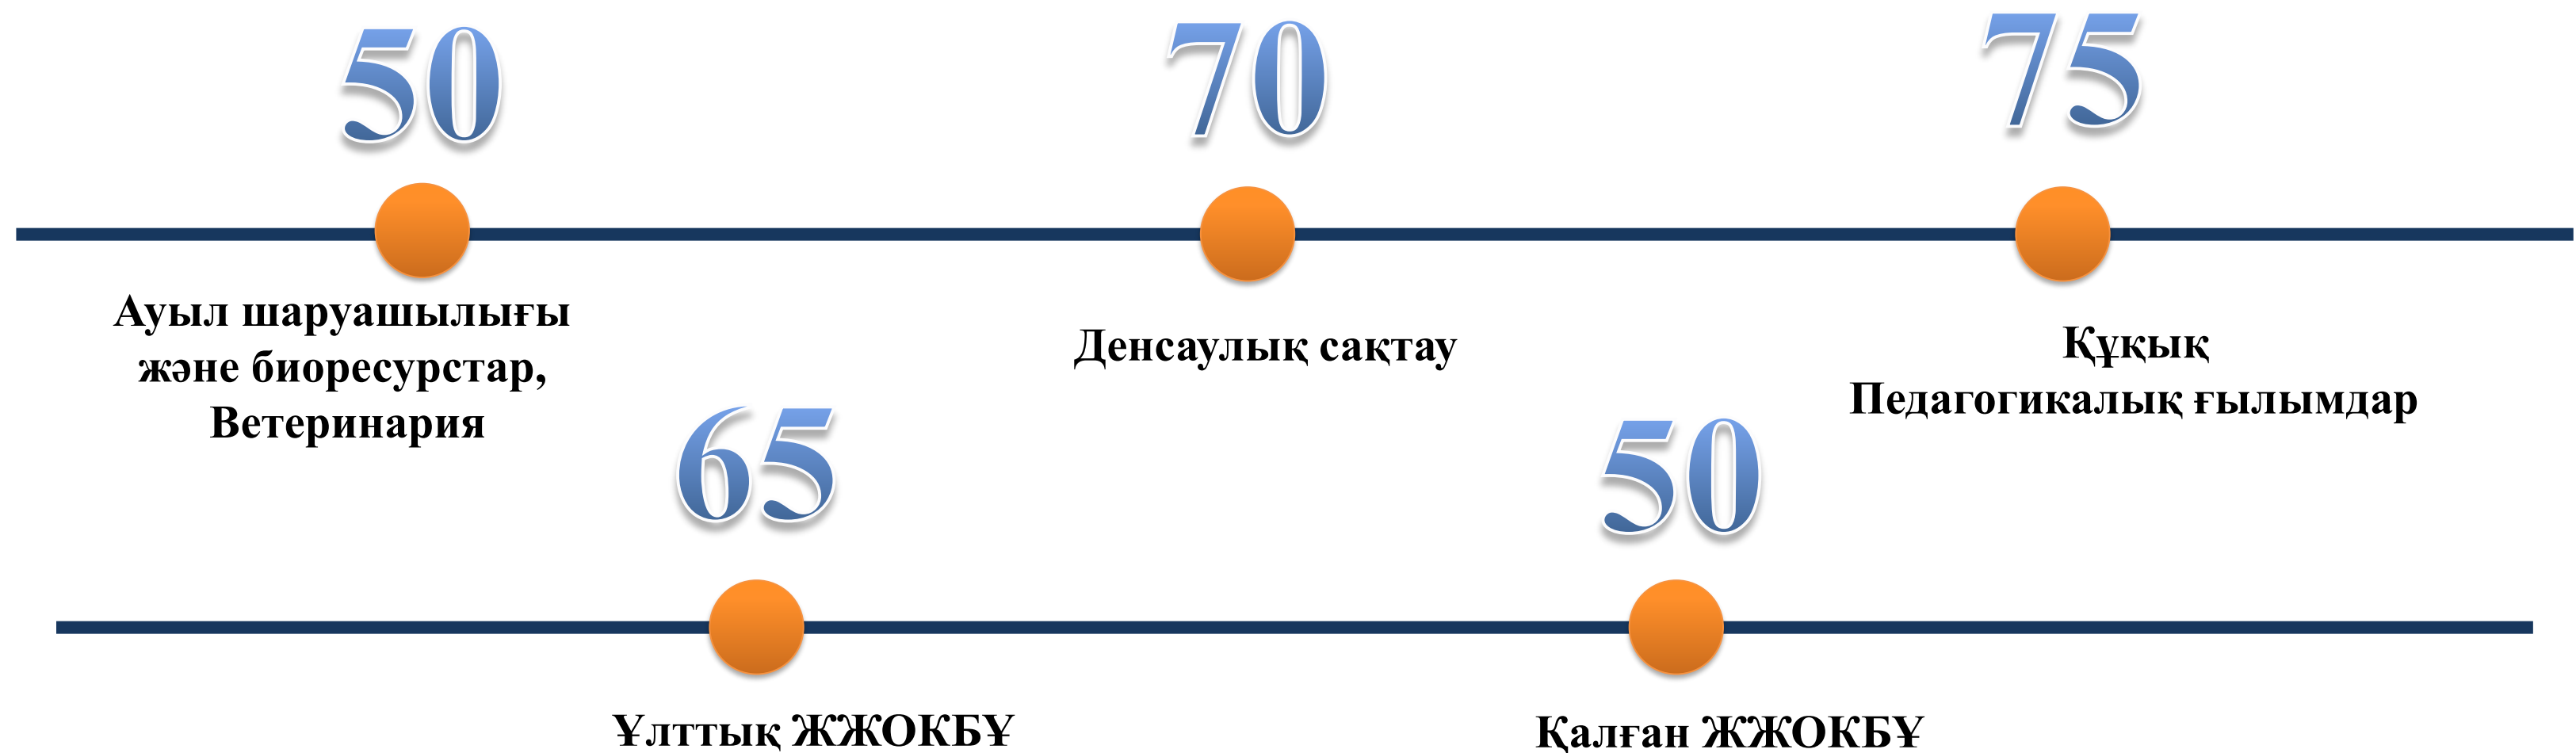 50
70
75
Ауыл шаруашылығы
және биоресурстар,
Ветеринария
Денсаулық сақтау
Құқық
Педагогикалық ғылымдар
65
50
Ұлттық ЖЖОКБҰ
Қалған ЖЖОКБҰ